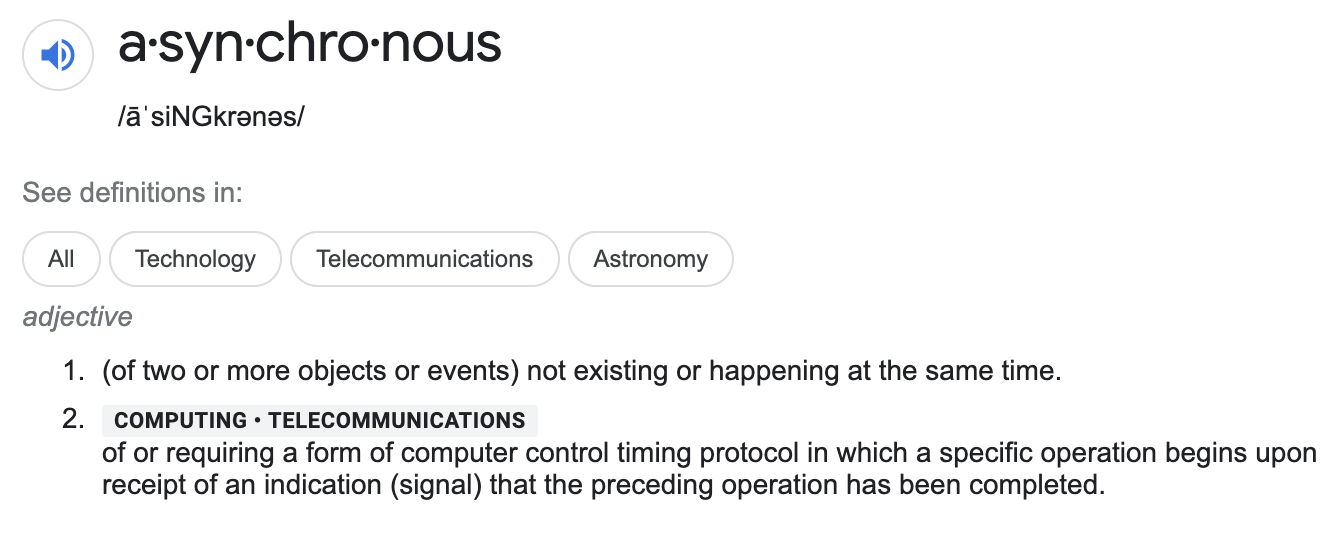 a·syn·chro·nous
/āˈsiNGkrənəs/
See definitions in:
All Technology Telecommunications Astronomy
adjective
1. (of two or more objects or events) not existing or happening at the same time.
2. COMPUTING • TELECOMMUNICATIONS
of or requiring a form of computer control timing protocol in which a specific operation begins upon
receipt of an indication (signal) that the preceding operation has been completed.